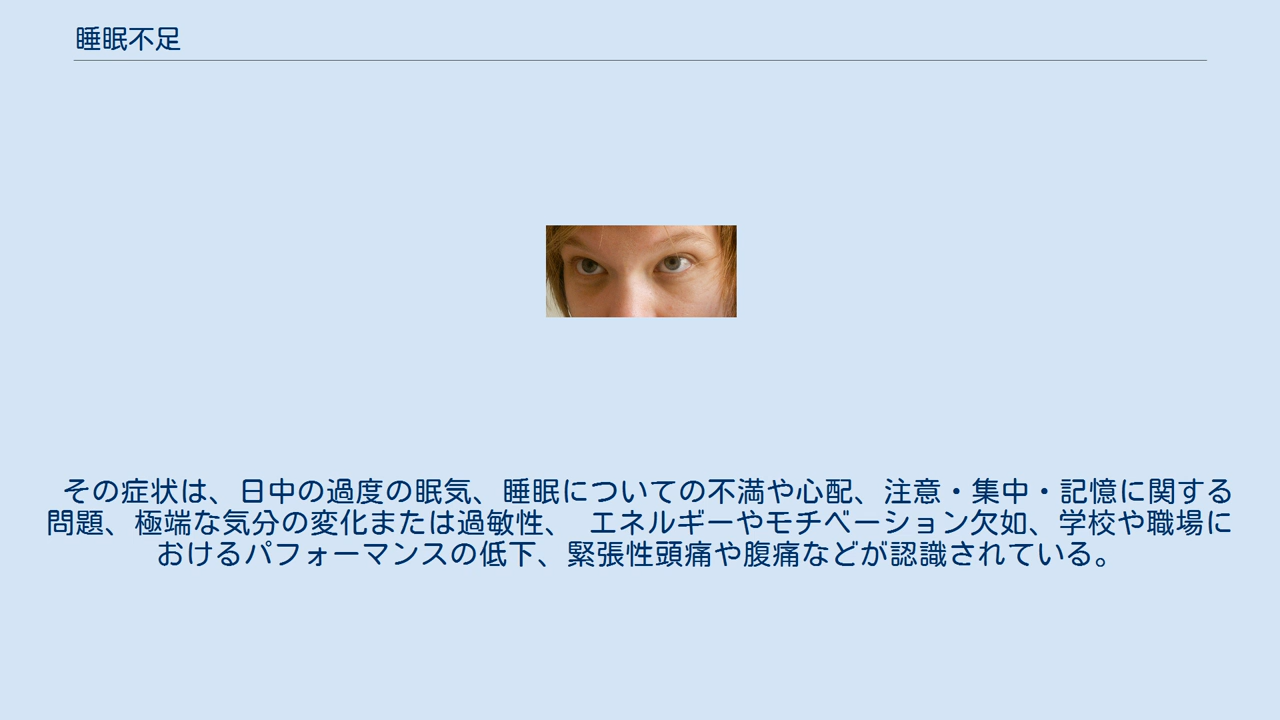 睡眠不足
その症状は、日中の過度の眠気、睡眠についての不満や心配、注意・集中・記憶に関する
問題、極端な気分の変化または過敏性、 エネルギーやモチベーション欠如、学校や職場に
おけるパフォーマンスの低下、緊張性頭痛や腹痛などが認識されている。